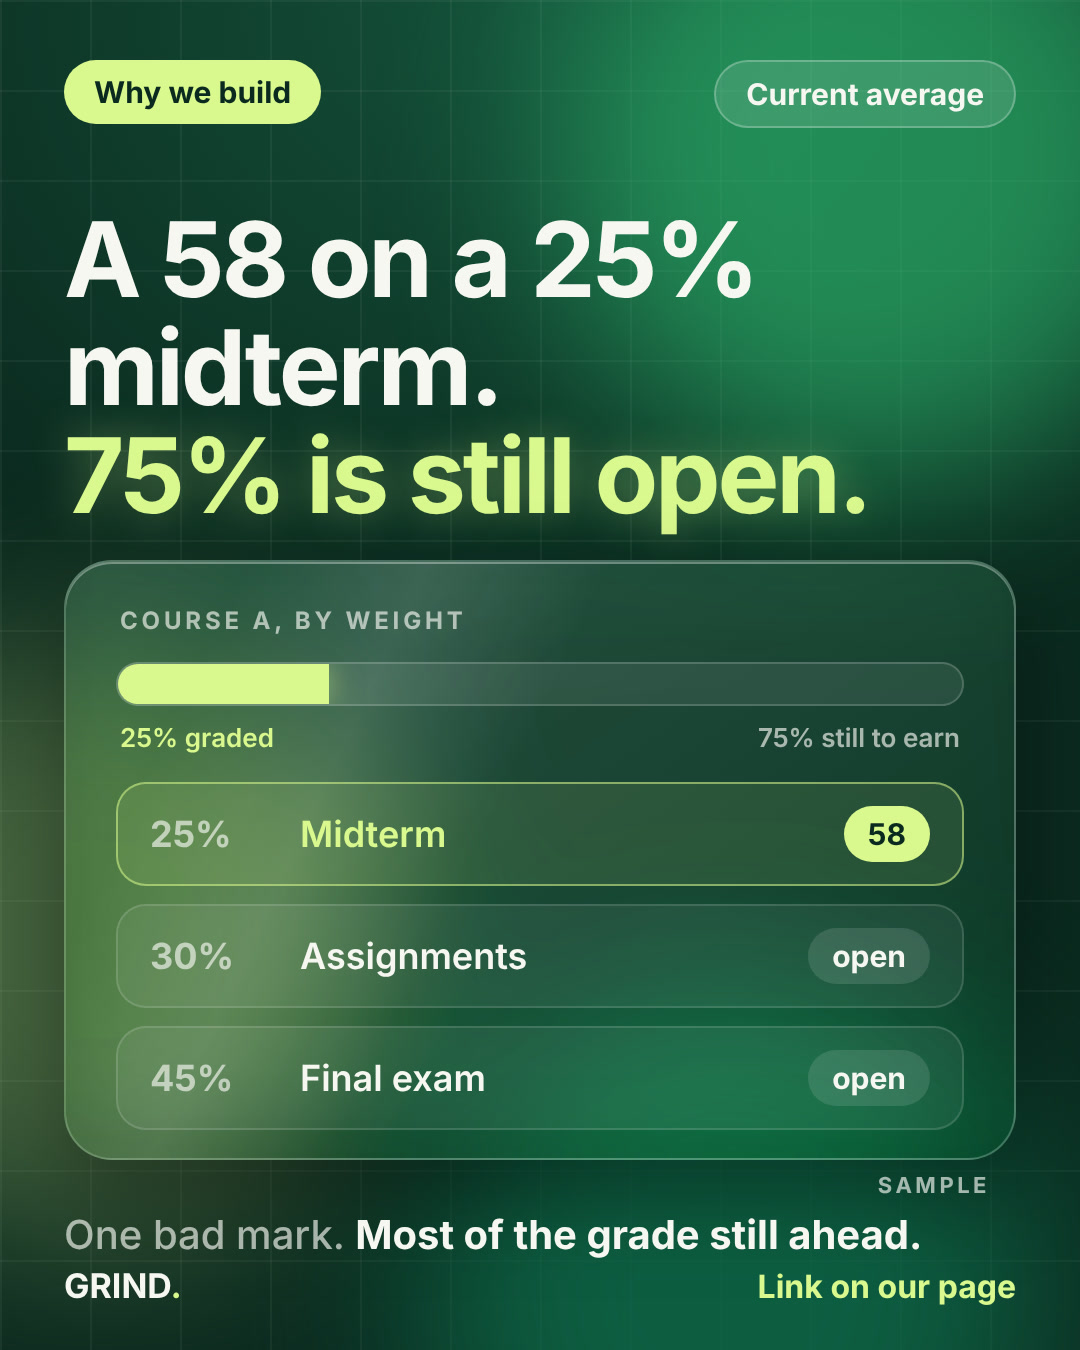 Why we build
Current average
A 58 on a 25%
midterm.
75% is still open.
COURSE A, BY WEIGHT
25% graded
75% still to earn
25% Midterm 58
30% Assignments open
45% Final exam open
SAMPLE
One bad mark. Most of the grade still ahead.
GRIND.
Link on our page